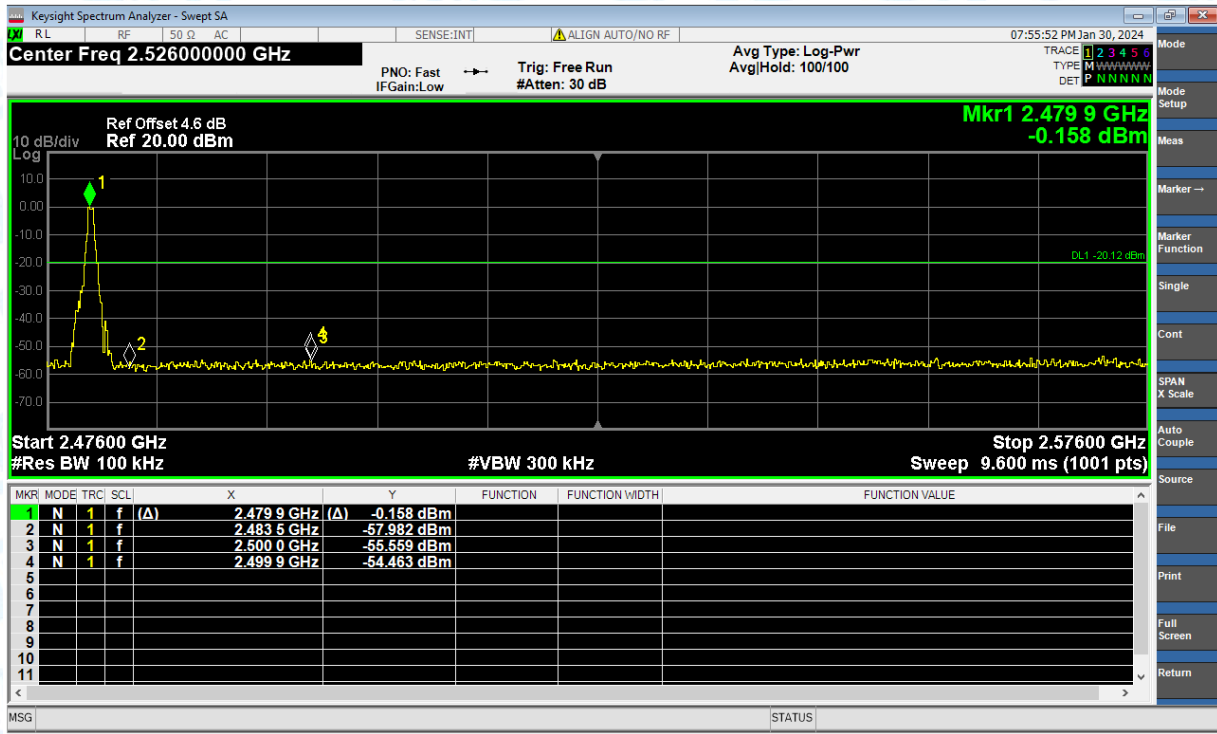 Keysight Spectrum Analyzer - Swept SA
LXI RL RF 50 Ω AC SENSE:INT ALIGN AUTO/NO RF 07:55:52 PM Jan 30, 2024
Center Freq 2.526000000 GHz
PNO: Fast
IFGain:Low
Trig: Free Run
#Atten: 30 dB
Avg Type: Log-Pwr
Avg|Hold: 100/100
TRACE 1 2 3 4 5 6
TYPE M WWWWW
DET P N N N N N
Mkr1 2.479 9 GHz
-0.158 dBm
Ref Offset 4.6 dB
10 dB/div Ref 20.00 dBm
Log
10.0
0.00
-10.0
-20.0
-30.0
-40.0
-50.0
-60.0
-70.0
1
2
4
3
DL1 -20.12 dBm
Start 2.47600 GHz Stop 2.57600 GHz
#Res BW 100 kHz #VBW 300 kHz Sweep 9.600 ms (1001 pts)
MKR MODE TRC SCL X Y FUNCTION FUNCTION WIDTH FUNCTION VALUE
1 N 1 f (Δ) 2.479 9 GHz (Δ) -0.158 dBm
2 N 1 f 2.483 5 GHz -57.982 dBm
3 N 1 f 2.500 0 GHz -55.559 dBm
4 N 1 f 2.499 9 GHz -54.463 dBm
5
6
7
8
9
10
11
MSG STATUS
Mode
Mode
Setup
Meas
Marker →
Marker
Function
Single
Cont
SPAN
X Scale
Auto
Couple
Source
File
Print
Full
Screen
Return